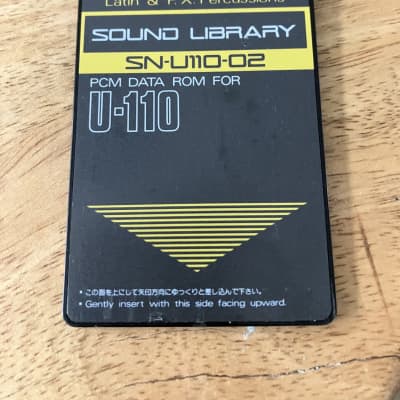 Latin & F.X. Percussions
SOUND LIBRARY
SN-U110-02
PCM DATA ROM FOR
U-110
* この面を上にして矢印方向にゆっくりと差し込んで下さい。
* Gently insert with this side facing upward.